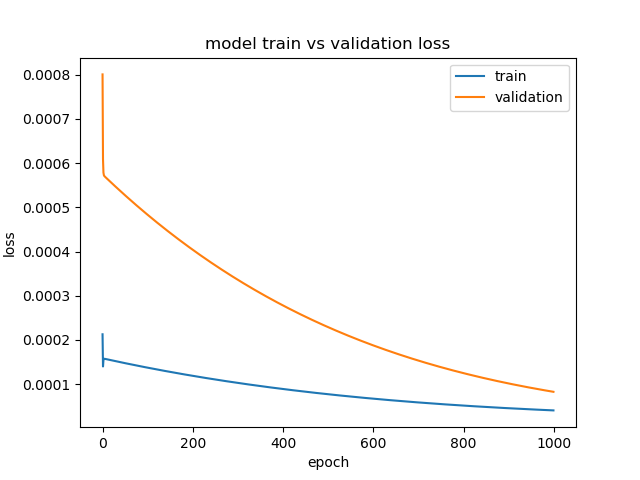 model train vs validation loss
train
validation
0.0008
0.0007
0.0006
0.0005
0.0004
0.0003
0.0002
0.0001
loss
0 200 400 600 800 1000
epoch